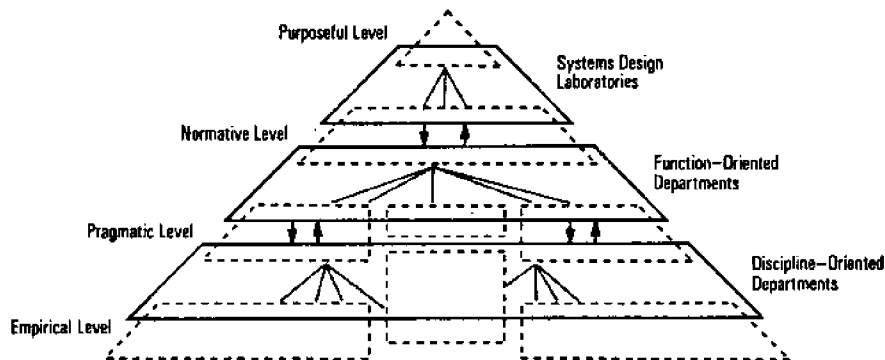 Purposeful Level
Systems Design
Laboratories
Normative Level
Function-Oriented
Departments
Pragmatic Level
Discipline-Oriented
Departments
Empirical Level